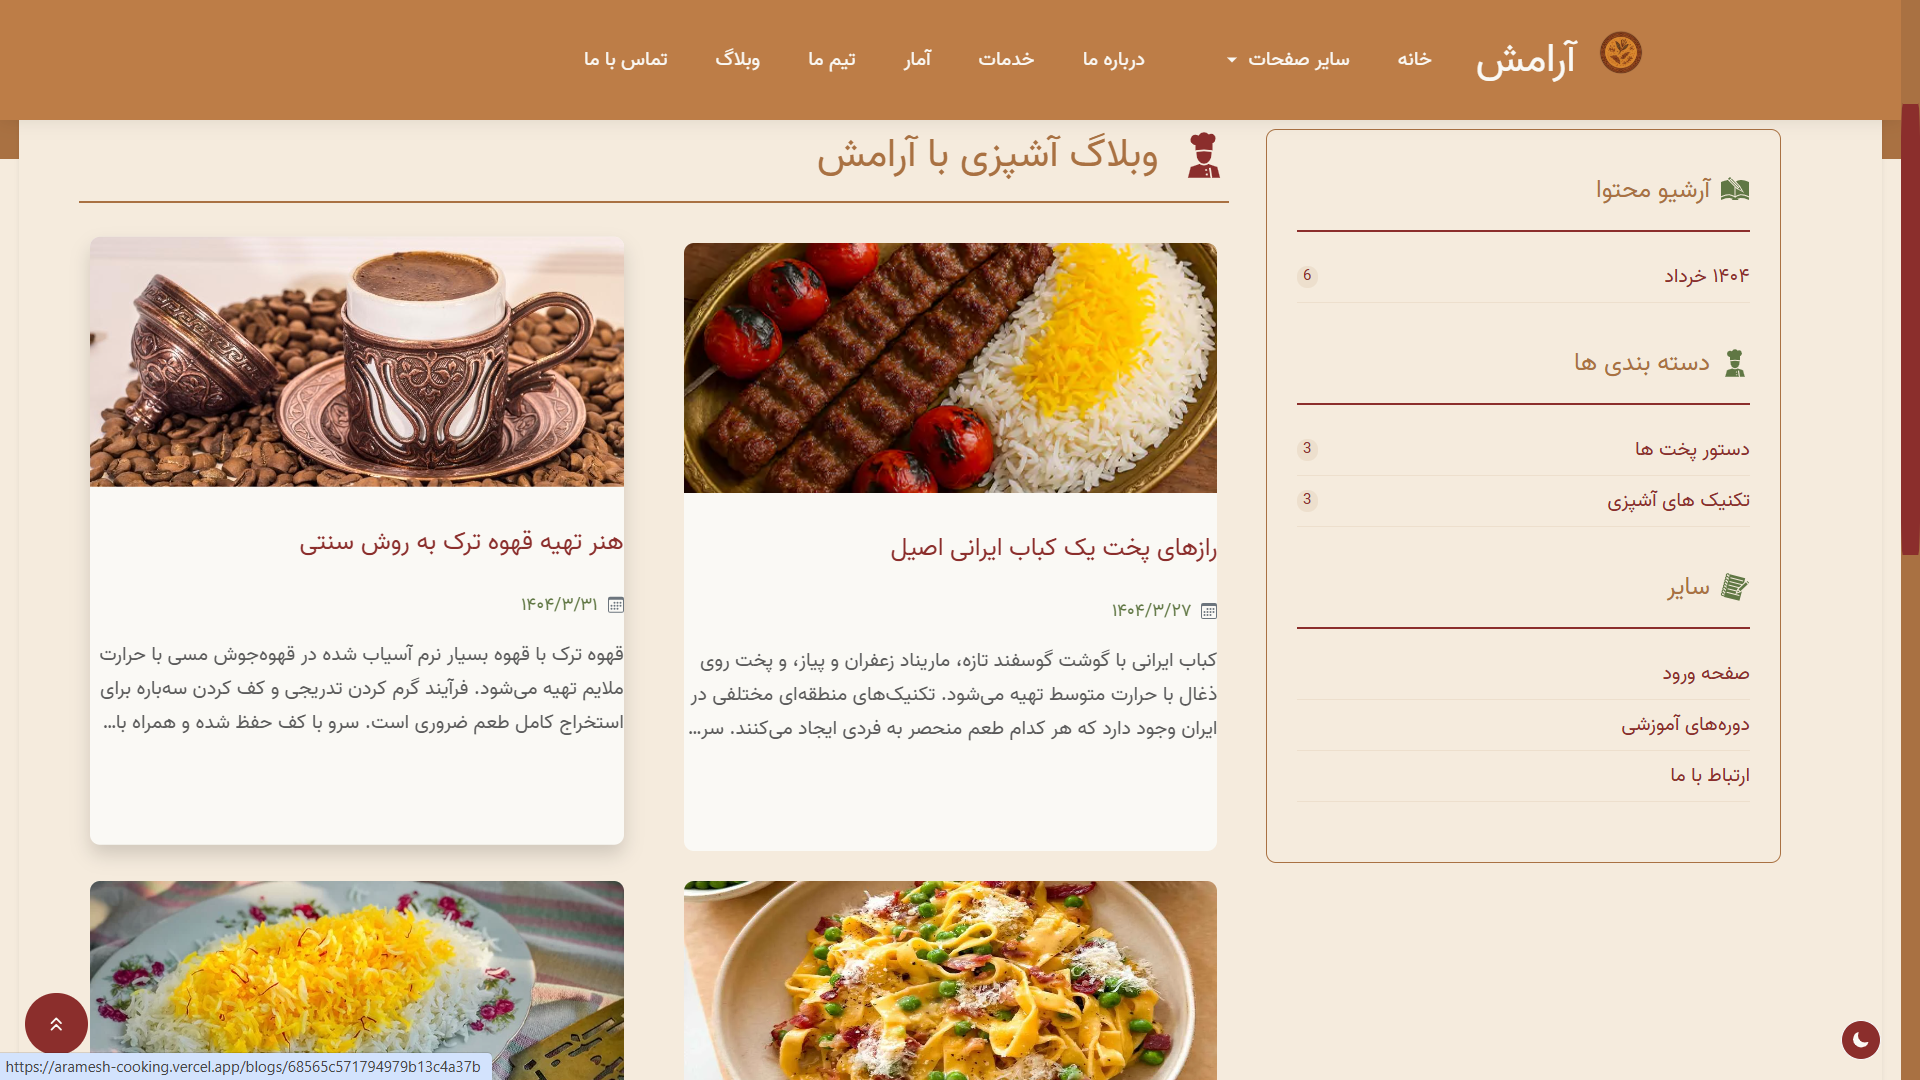 آرامش
خانه
سایر صفحات
درباره ما
خدمات
آمار
تیم ما
وبلاگ
تماس با ما
آرشیو محتوا
۱۴۰۴ خرداد
6
دسته بندی ها
دستور پخت ها
3
تکنیک های آشپزی
3
سایر
صفحه ورود
دوره‌های آموزشی
ارتباط با ما
وبلاگ آشپزی با آرامش
رازهای پخت یک کباب ایرانی اصیل
۱۴۰۴/۳/۲۷
کباب ایرانی با گوشت گوسفند تازه، ماریناد زعفران و پیاز، و پخت روی
ذغال با حرارت متوسط تهیه می‌شود. تکنیک‌های منطقه‌ای مختلفی در
ایران وجود دارد که هر کدام طعم منحصر به فردی ایجاد می‌کنند. سر...
هنر تهیه قهوه ترک به روش سنتی
۱۴۰۴/۳/۳۱
قهوه ترک با قهوه بسیار نرم آسیاب شده در قهوه‌جوش مسی با حرارت
ملایم تهیه می‌شود. فرآیند گرم کردن تدریجی و کف کردن سه‌باره برای
استخراج کامل طعم ضروری است. سرو با کف حفظ شده و همراه با...
https://aramesh-cooking.vercel.app/blogs/68565c571794979b13c4a37b